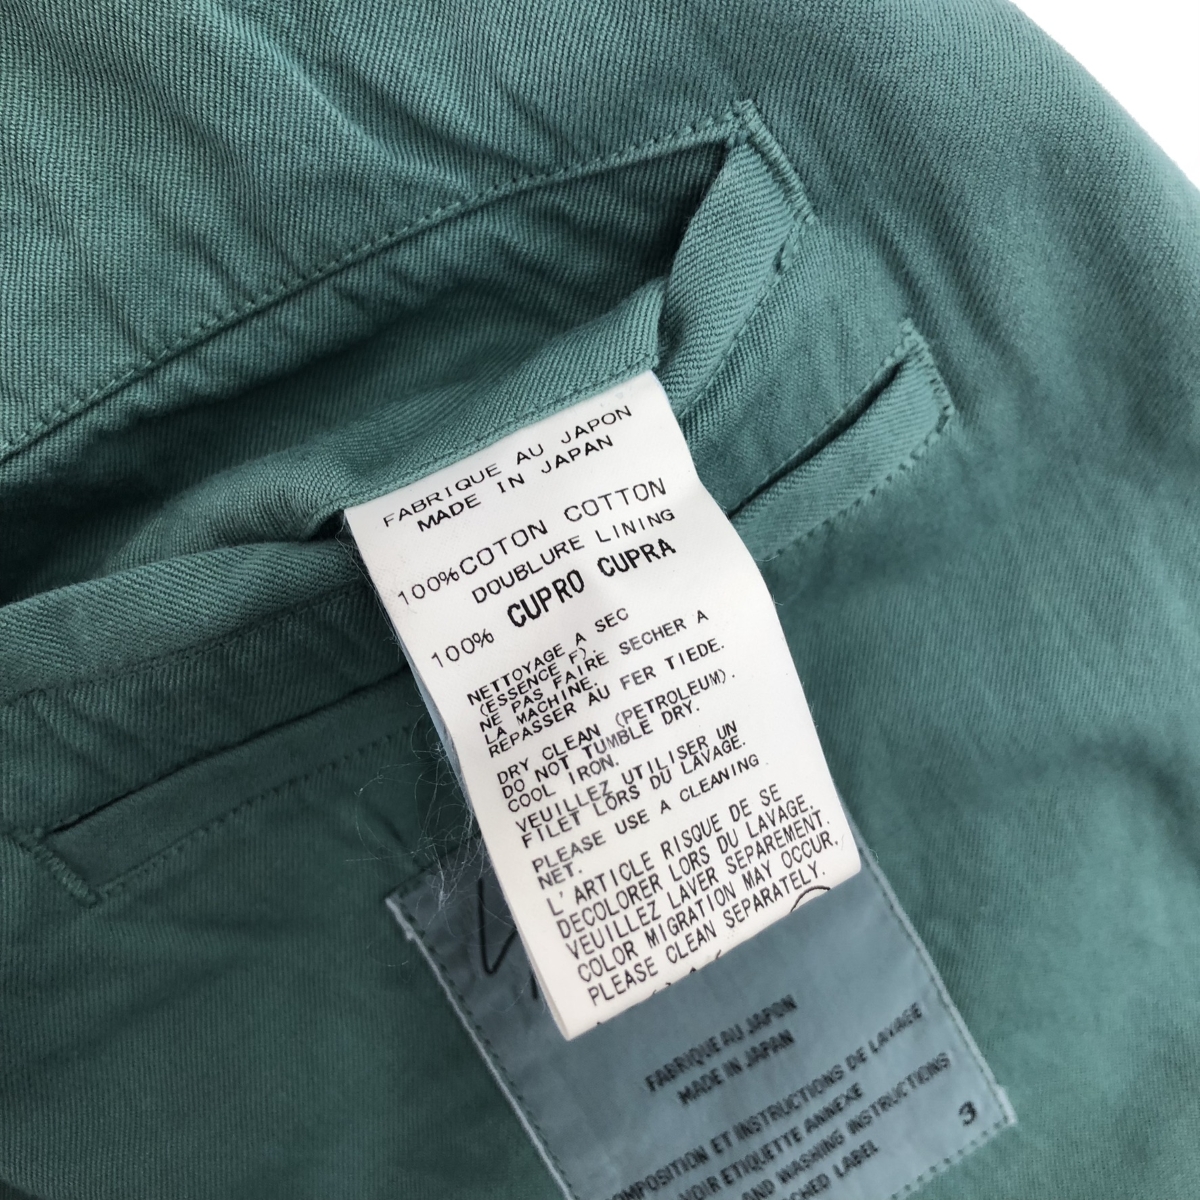 FABRIQUE AU JAPON
MADE IN JAPAN
100%COTON COTTON
DOUBLURE LINING
100% CUPRO CUPRA
NETTOYAGE A SEC
(ESSENCE F).
NE PAS FAIRE SECHER A
LA MACHINE.
REPASSER AU FER TIEDE.
DRY CLEAN (PETROLEUM).
DO NOT TUMBLE DRY.
COOL IRON.
VEUILLEZ UTILISER UN
FILET LORS DU LAVAGE.
PLEASE USE A CLEANING
NET.
L'ARTICLE RISQUE DE SE
DECOLORER LORS DU LAVAGE.
VEUILLEZ LAVER SEPAREMENT.
COLOR MIGRATION MAY OCCUR.
PLEASE CLEAN SEPARATELY.
FABRIQUE AU JAPON
MADE IN JAPAN
OMPOSITION ET INSTRUCTIONS DE LAVAGE
VOIR ETIQUETTE ANNEXE
AND WASHING INSTRUCTIONS
CHED LABEL
3